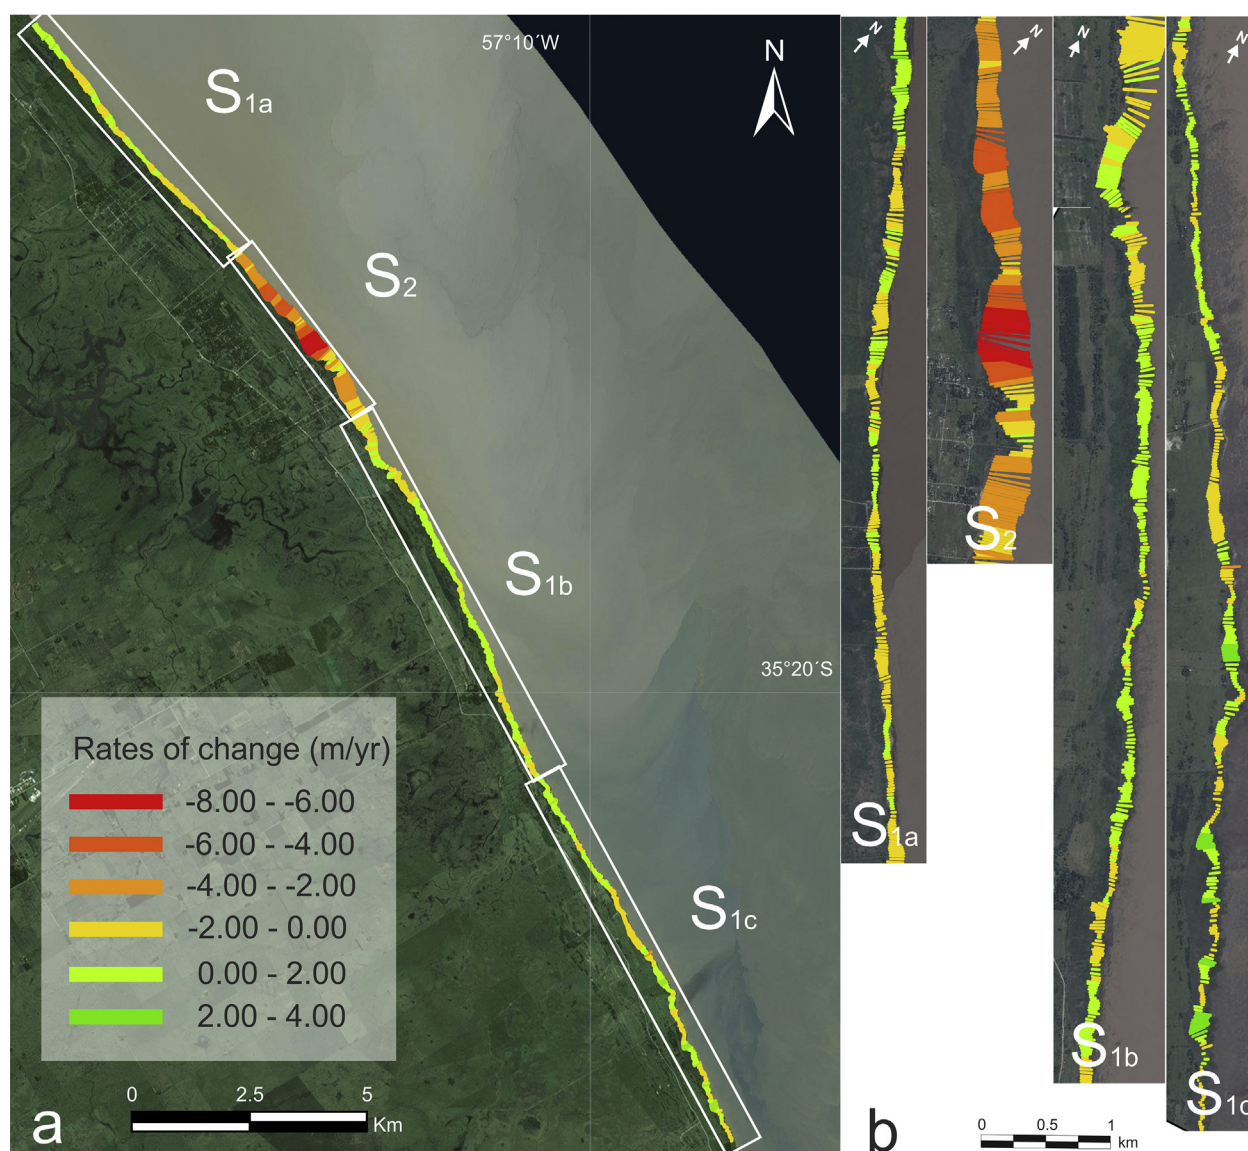 57°10´W
N
S1a
S2
S1b
35°20´S
S1c
Rates of change (m/yr)
-8.00 - -6.00
-6.00 - -4.00
-4.00 - -2.00
-2.00 - 0.00
0.00 - 2.00
2.00 - 4.00
0 2.5 5
Km
a
N
N
N
N
S1a
S2
S1b
S1c
b
0 0.5 1
km